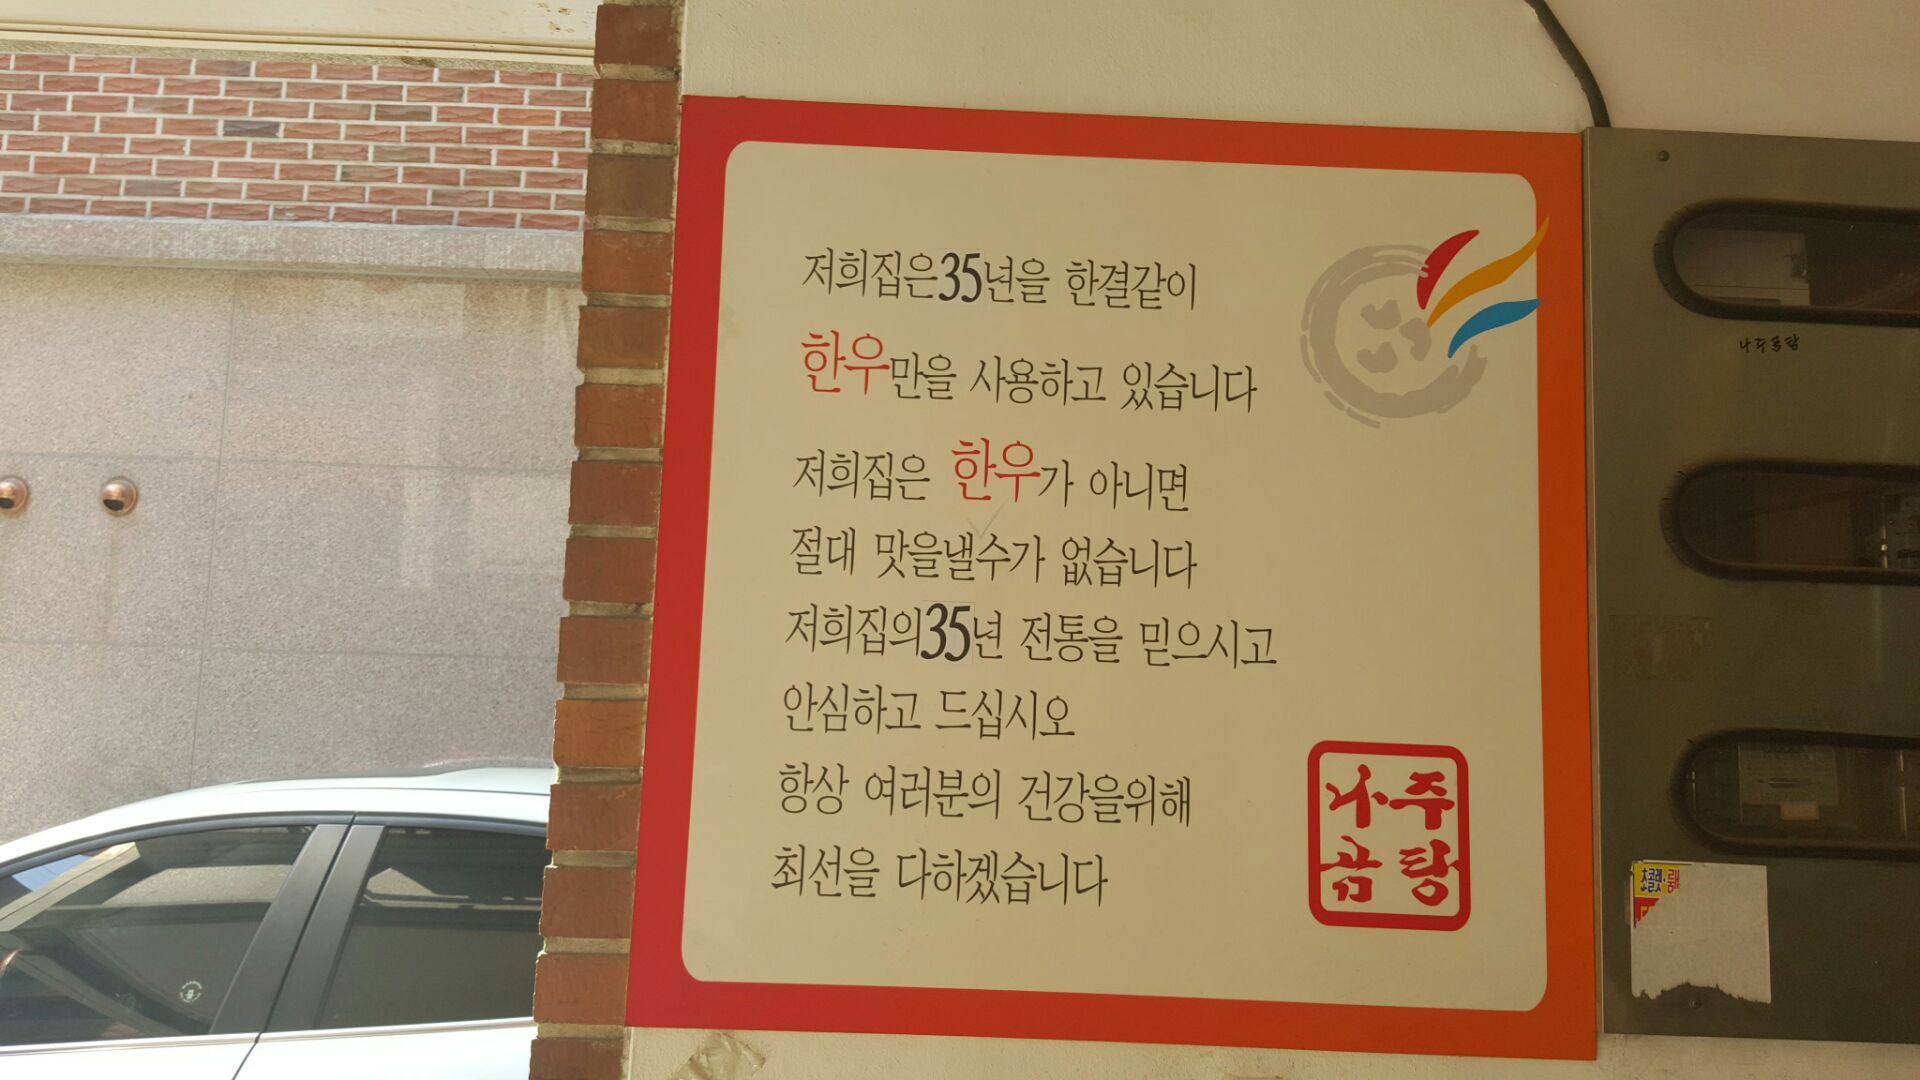 저희집은35년을 한결같이
한우만을 사용하고 있습니다
저희집은 한우가 아니면
절대 맛을낼수가 없습니다
저희집의35년 전통을 믿으시고
안심하고 드십시오
항상 여러분의 건강을위해
최선을 다하겠습니다
나주
곰탕
나주곰탕